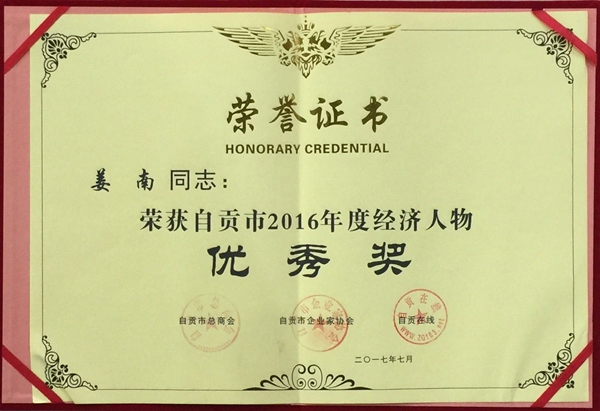 荣誉证书
HONORARY CREDENTIAL
姜 南 同志：
荣获自贡市2016年度经济人物
优秀奖
自贡市总商会 自贡市企业家协会 自贡在线
二〇一七年七月